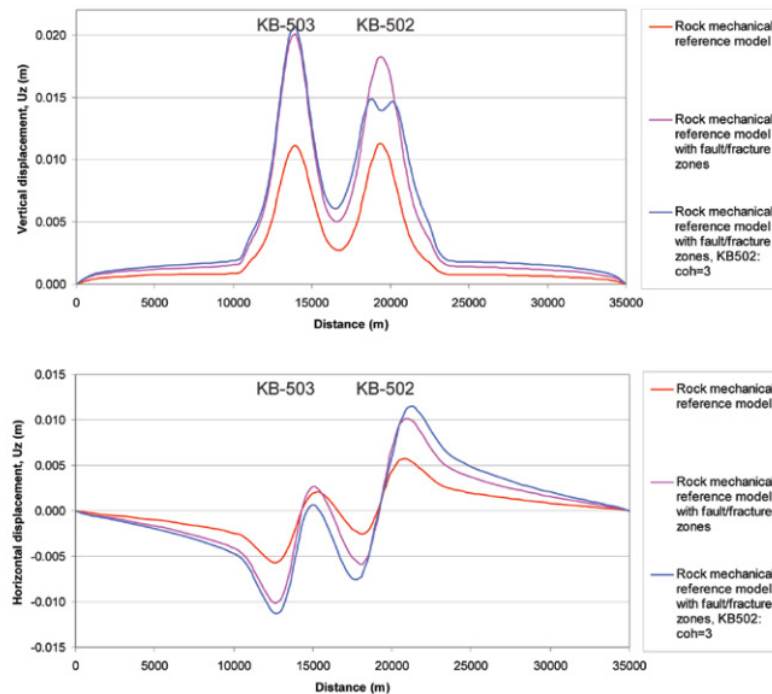 KB-503 KB-502
0.020
0.015
0.010
0.005
0.000
Vertical displacement, Uz (m)
0 5000 10000 15000 20000 25000 30000 35000
Distance (m)
Rock mechanical
reference model
Rock mechanical
reference model
with fault/fracture
zones
Rock mechanical
reference model
with fault/fracture
zones, KB502:
coh=3
KB-503 KB-502
0.015
0.010
0.005
0.000
-0.005
-0.010
-0.015
Horizontal displacement, Uz (m)
0 5000 10000 15000 20000 25000 30000 35000
Distance (m)
Rock mechanical
reference model
Rock mechanical
reference model
with fault/fracture
zones
Rock mechanical
reference model
with fault/fracture
zones, KB502:
coh=3